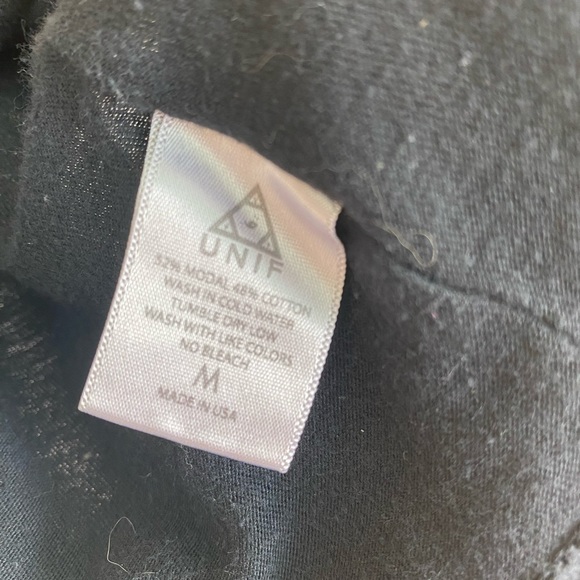 UNIF
52% MODAL 48% COTTON
WASH IN COLD WATER
TUMBLE DRY LOW
WASH WITH LIKE COLORS
NO BLEACH
M
MADE IN USA